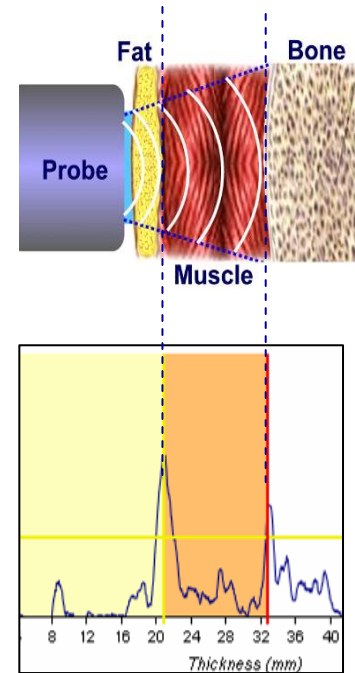 Fat Bone
Probe
Muscle
8 12 16 20 24 28 32 36 40
Thickness (mm)